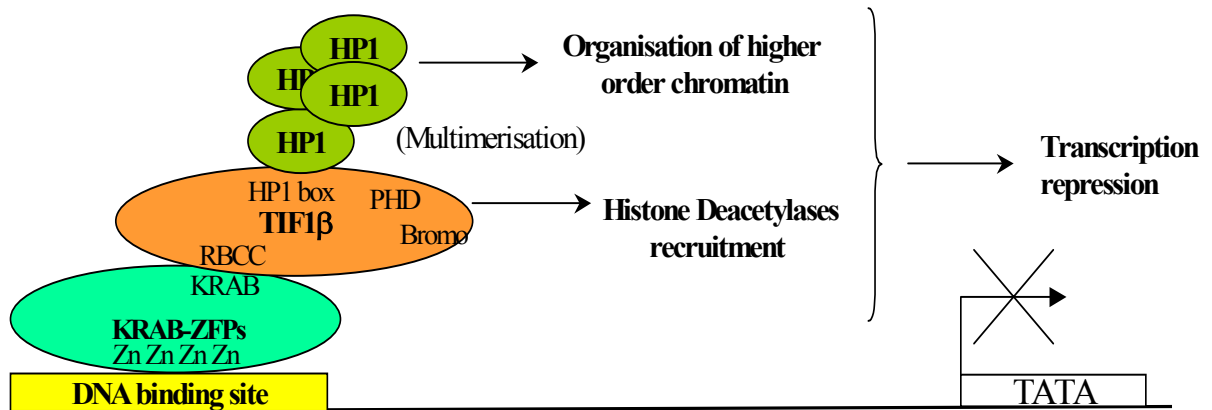 HP1
HP
HP1
HP1
(Multimerisation)
Organisation of higher
order chromatin
HP1 box
PHD
TIF1β
Bromo
RBCC
Histone Deacetylases
recruitment
Transcription
repression
KRAB
KRAB-ZFPs
Zn Zn Zn Zn
DNA binding site
TATA